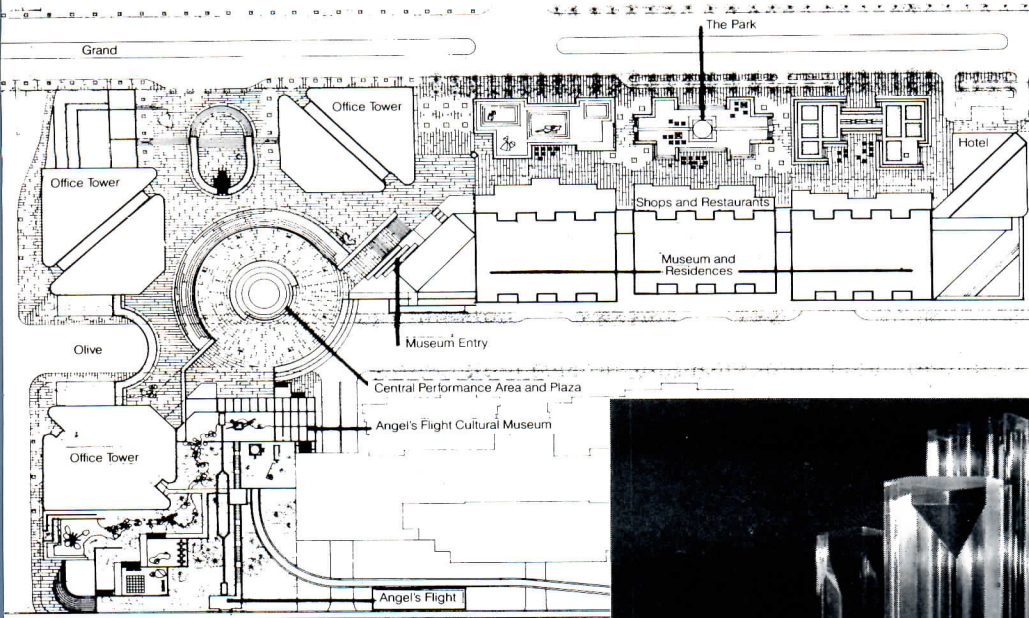 The Park
Grand
Office Tower
Office Tower
Hotel
Shops and Restaurants
Museum and
Residences
Museum Entry
Olive
Central Performance Area and Plaza
Angel's Flight Cultural Museum
Office Tower
Angel's Flight